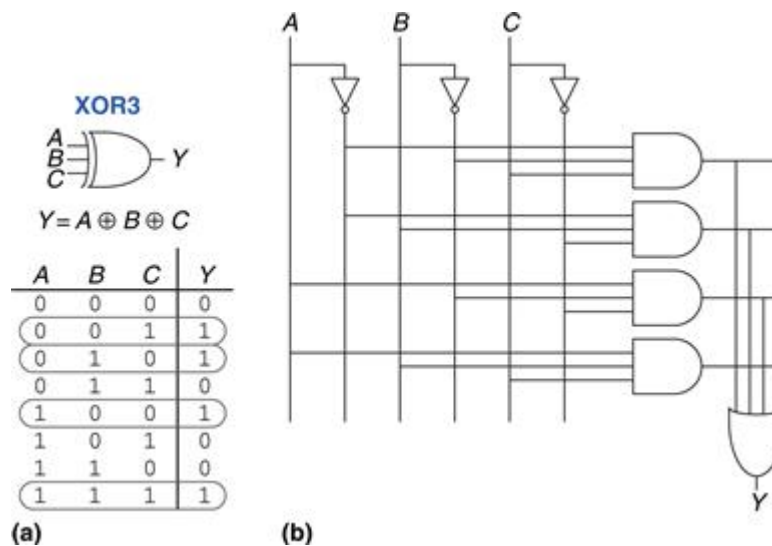 XOR3
A
B
C
Y
Y = A ⊕ B ⊕ C
A B C Y
0 0 0 0
0 0 1 1
0 1 0 1
0 1 1 0
1 0 0 1
1 0 1 0
1 1 0 0
1 1 1 1
(a)
A B C
Y
(b)